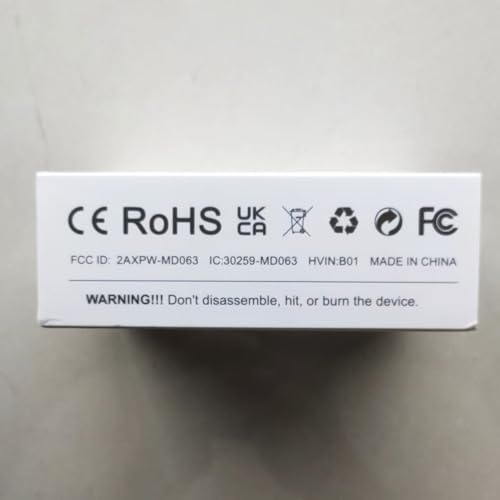 CE RoHS UK CA FC
FCC ID: 2AXPW-MD063 IC:30259-MD063 HVIN:B01 MADE IN CHINA
WARNING!!! Don't disassemble, hit, or burn the device.